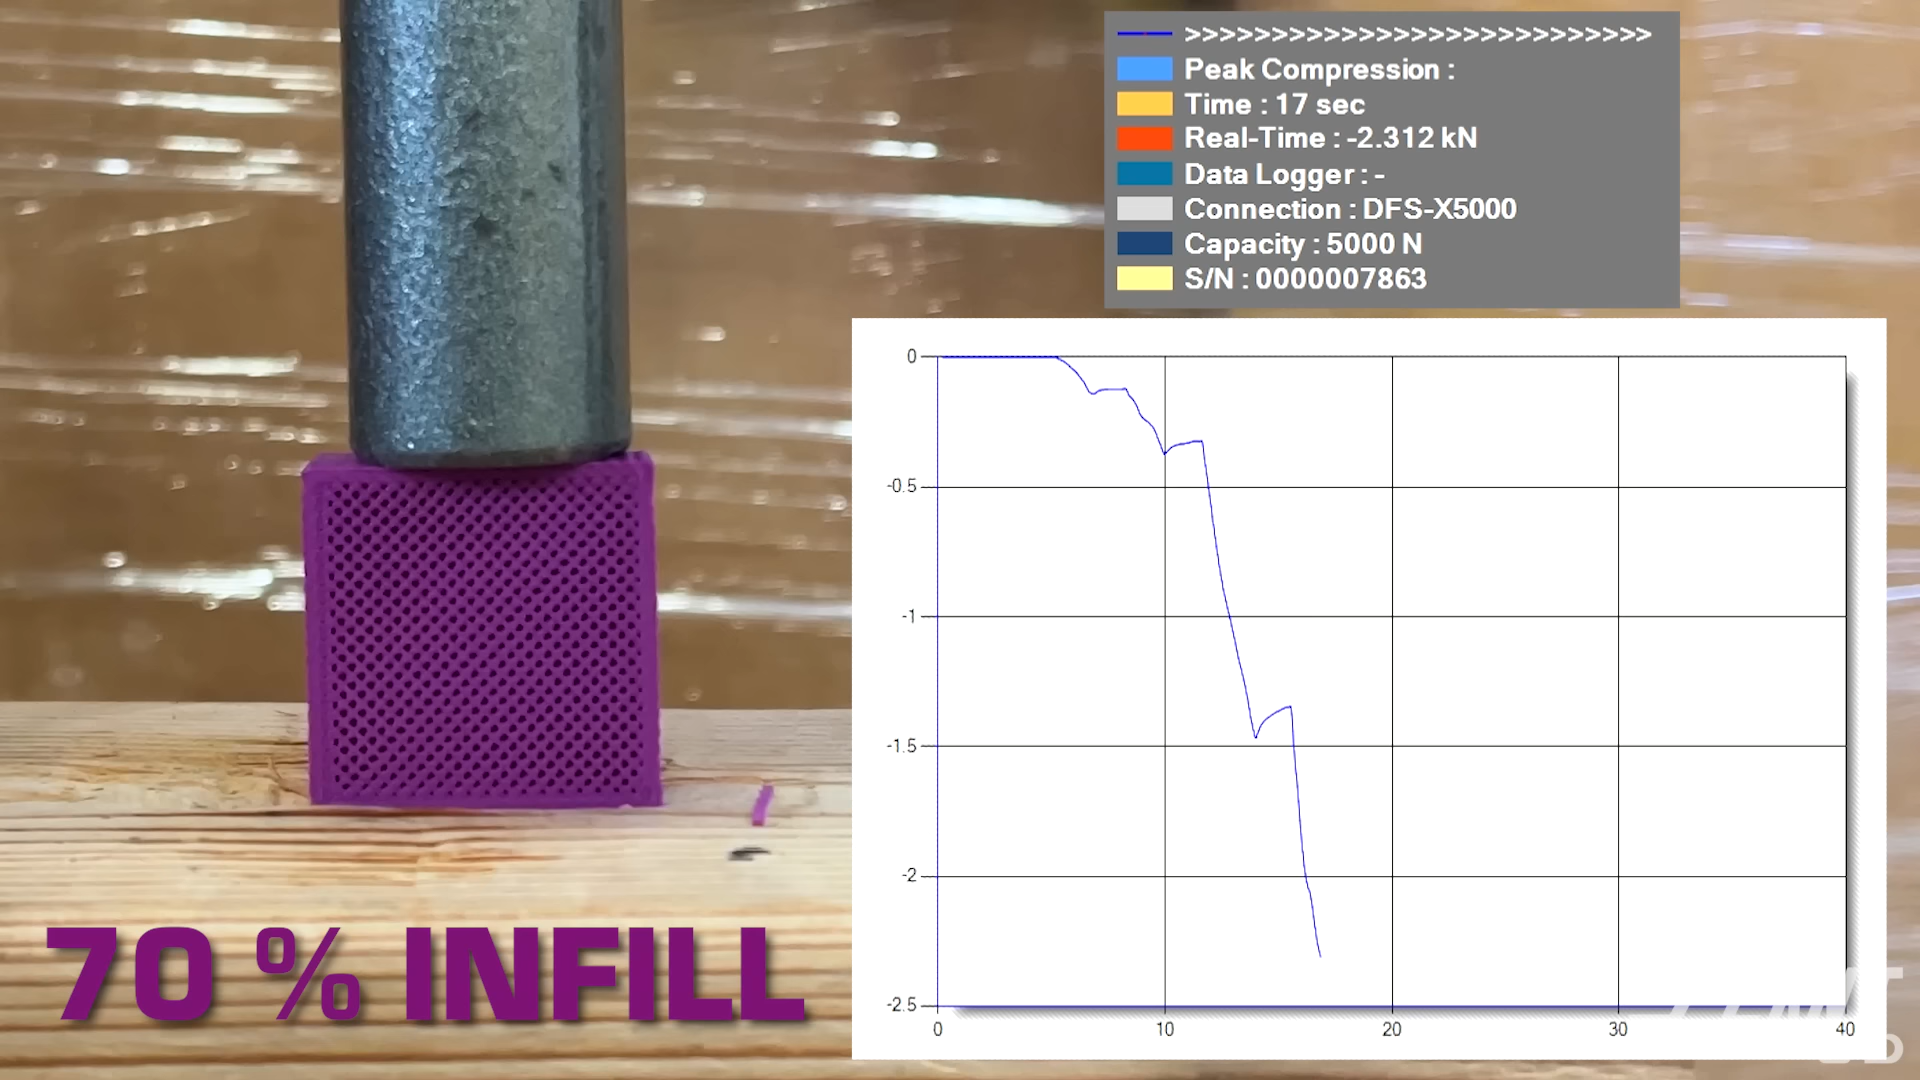 >>>>>>>>>>>>>>>>>>>>>>>>>>>
Peak Compression :
Time : 17 sec
Real-Time : -2.312 kN
Data Logger : -
Connection : DFS-X5000
Capacity : 5000 N
S/N : 0000007863
0
-0.5
-1
-1.5
-2
-2.5
0
10
20
30
40
70 % INFILL